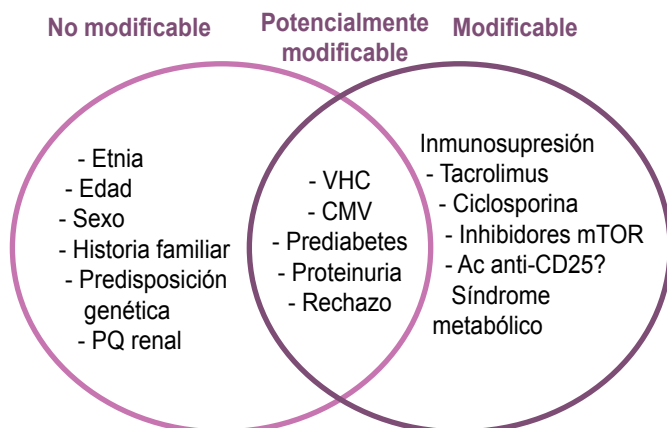 No modificable
Potencialmente
modificable
Modificable
- Etnia
- Edad
- Sexo
- Historia familiar
- Predisposición
genética
- PQ renal
- VHC
- CMV
- Prediabetes
- Proteinuria
- Rechazo
Inmunosupresión
- Tacrolimus
- Ciclosporina
- Inhibidores mTOR
- Ac anti-CD25?
Síndrome
metabólico